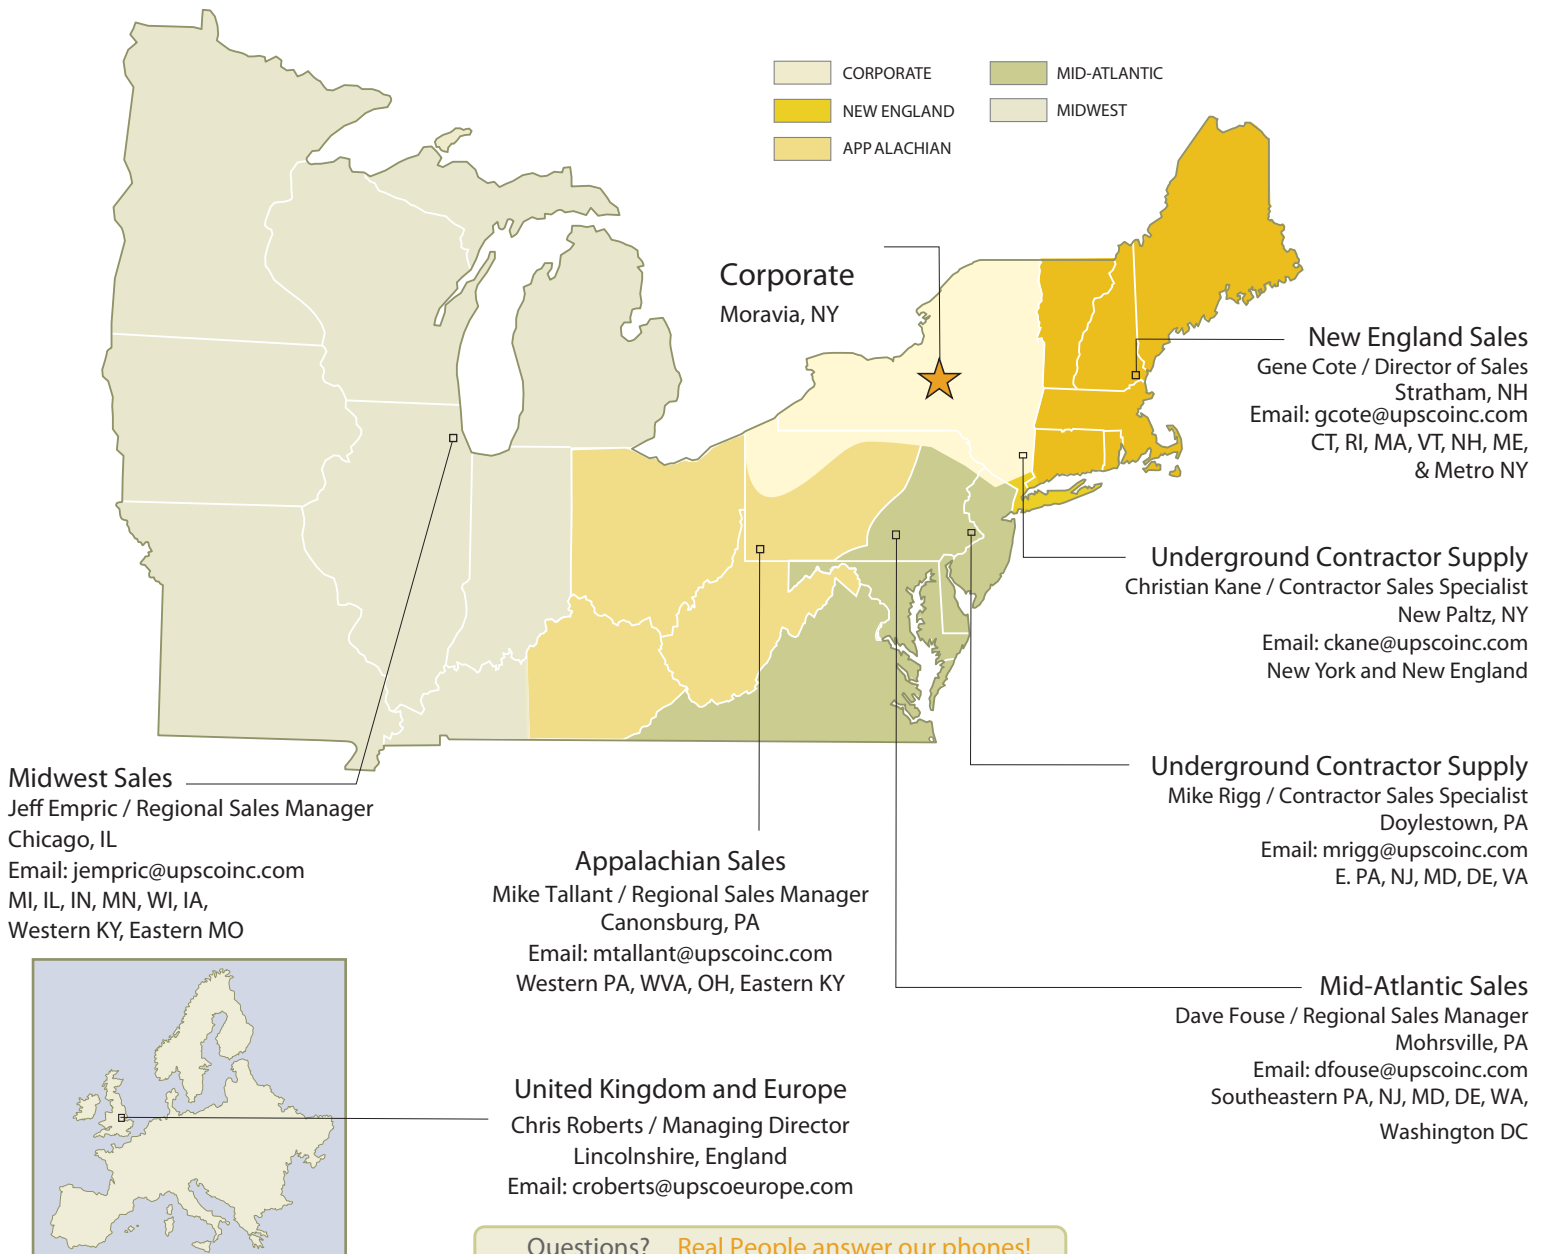 CORPORATE
NEW ENGLAND
APP ALACHIAN
MID-ATLANTIC
MIDWEST
Corporate
Moravia, NY
New England Sales
Gene Cote / Director of Sales
Stratham, NH
Email: gcote@upscoinc.com
CT, RI, MA, VT, NH, ME,
& Metro NY
Underground Contractor Supply
Christian Kane / Contractor Sales Specialist
New Paltz, NY
Email: ckane@upscoinc.com
New York and New England
Underground Contractor Supply
Mike Rigg / Contractor Sales Specialist
Doylestown, PA
Email: mrigg@upscoinc.com
E. PA, NJ, MD, DE, VA
Midwest Sales
Jeff Empric / Regional Sales Manager
Chicago, IL
Email: jempric@upscoinc.com
MI, IL, IN, MN, WI, IA,
Western KY, Eastern MO
Appalachian Sales
Mike Tallant / Regional Sales Manager
Canonsburg, PA
Email: mtallant@upscoinc.com
Western PA, WVA, OH, Eastern KY
Mid-Atlantic Sales
Dave Fouse / Regional Sales Manager
Mohrsville, PA
Email: dfouse@upscoinc.com
Southeastern PA, NJ, MD, DE, WA,
Washington DC
United Kingdom and Europe
Chris Roberts / Managing Director
Lincolnshire, England
Email: croberts@upscoeurope.com
Questions? Real People answer our phones!